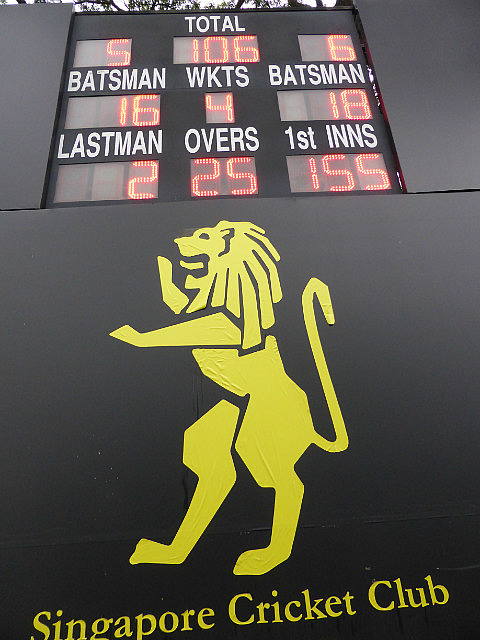 TOTAL
5 106 6
BATSMAN WKTS BATSMAN
16 4 18
LASTMAN OVERS 1st INNS
2 25 155
Singapore Cricket Club